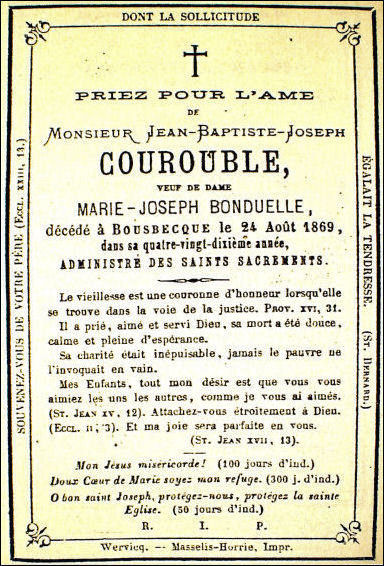 DONT LA SOLLICITUDE
SOUVENEZ-VOUS DE VOTRE PÈRE (ECCL. XXIII, 13.)
ÉGALAIT LA TENDRESSE. (ST. BERNARD.)
PRIEZ POUR L'AME
DE
MONSIEUR JEAN-BAPTISTE-JOSEPH
COUROUBLE,
VEUF DE DAME
MARIE-JOSEPH BONDUELLE,
décédé à BOUSBECQUE le 24 Août 1869,
dans sa quatre-vingt-dixième année,
ADMINISTRÉ DES SAINTS SACREMENTS.
Le vieillesse est une couronne d'honneur lorsqu'elle
se trouve dans la voie de la justice. PROV. XVI, 31.
Il a prié, aimé et servi Dieu, sa mort a été douce,
calme et pleine d'espérance.
Sa charité était inépuisable, jamais le pauvre ne
l'invoquait en vain.
Mes Enfants, tout mon désir est que vous vous
aimiez les uns les autres, comme je vous ai aimés.
(ST. JEAN XV, 12). Attachez-vous étroitement à Dieu.
(ECCL. II, 3). Et ma joie sera parfaite en vous.
(ST. JEAN XVII, 13).
Mon Jésus misericorde! (100 jours d'ind.)
Doux Cœur de Marie soyez mon refuge. (300 j. d'ind.)
O bon saint Joseph, protégez-nous, protégez la sainte
Eglise. (50 jours d'ind.)
R. I. P.
Wervicq. — Masselis-Horrie, Impr.